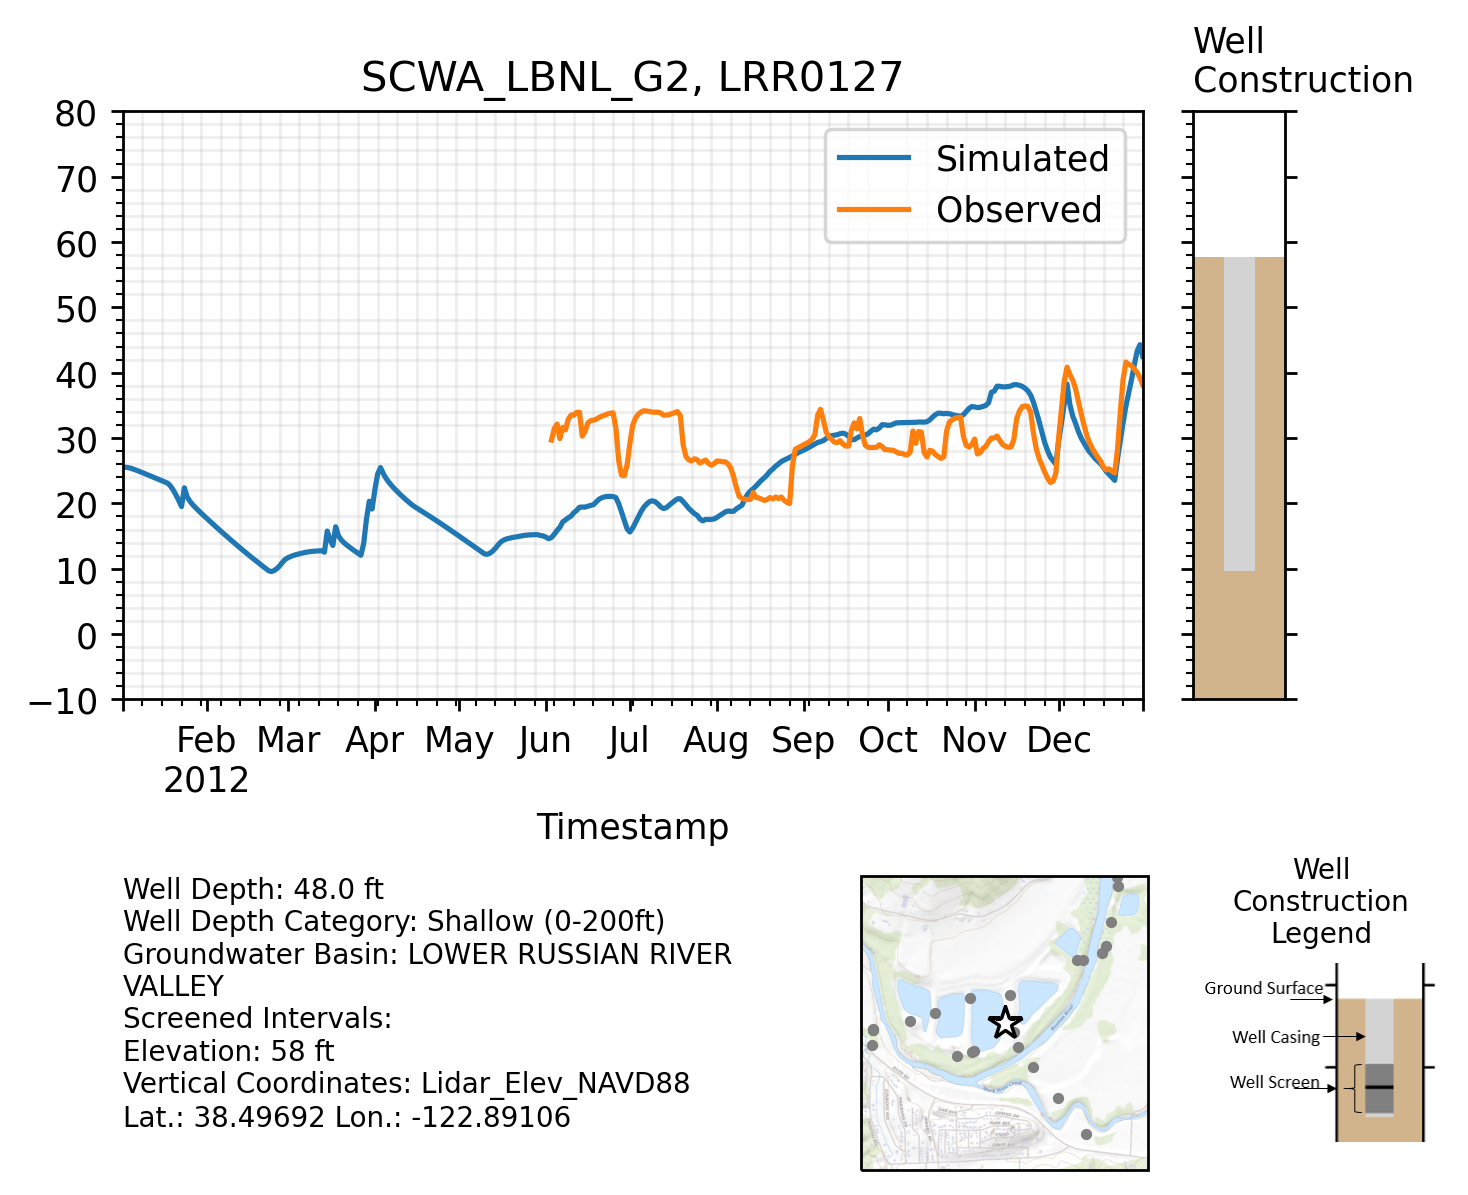 Well
Construction
SCWA_LBNL_G2, LRR0127
80
70
60
50
40
30
20
10
0
−10
Simulated
Observed
Feb Mar Apr May Jun Jul Aug Sep Oct Nov Dec
2012
Timestamp
Well Depth: 48.0 ft
Well Depth Category: Shallow (0-200ft)
Groundwater Basin: LOWER RUSSIAN RIVER
VALLEY
Screened Intervals:
Elevation: 58 ft
Vertical Coordinates: Lidar_Elev_NAVD88
Lat.: 38.49692 Lon.: -122.89106
Well
Construction
Legend
Ground Surface
Well Casing
Well Screen